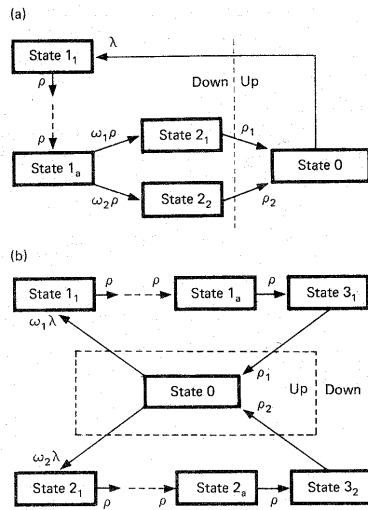 (a)
State 1₁
λ
ρ
Down Up
ρ
ω₁ρ
State 2₁
ρ₁
State 1ₐ
State 0
ω₂ρ
State 2₂
ρ₂
(b)
State 1₁
ρ
ρ
State 1ₐ
ρ
State 3₁
ω₁λ
ρ₁
State 0
Up Down
ρ₂
ω₂λ
State 2₁
ρ
ρ
State 2ₐ
ρ
State 3₂